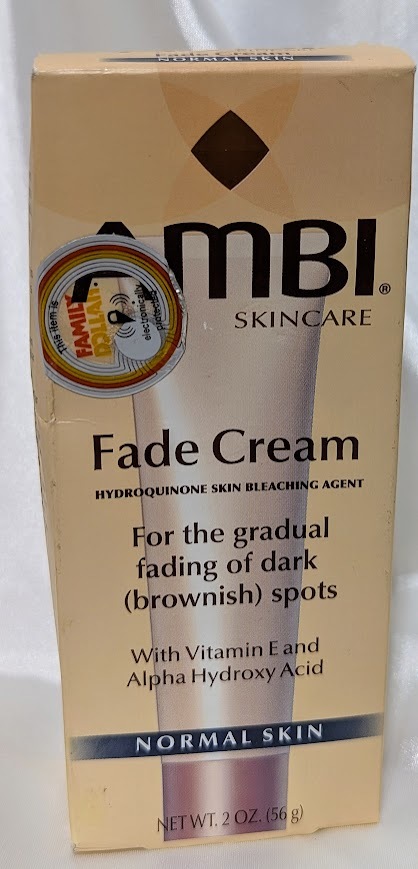 Fade Cream
NORMAL SKIN
AMBI®
SKINCARE
This item is
FAMILY
DOLLAR.
electronically
protected
Fade Cream
HYDROQUINONE SKIN BLEACHING AGENT
For the gradual
fading of dark
(brownish) spots
With Vitamin E and
Alpha Hydroxy Acid
NORMAL SKIN
NET WT. 2 OZ. (56 g)